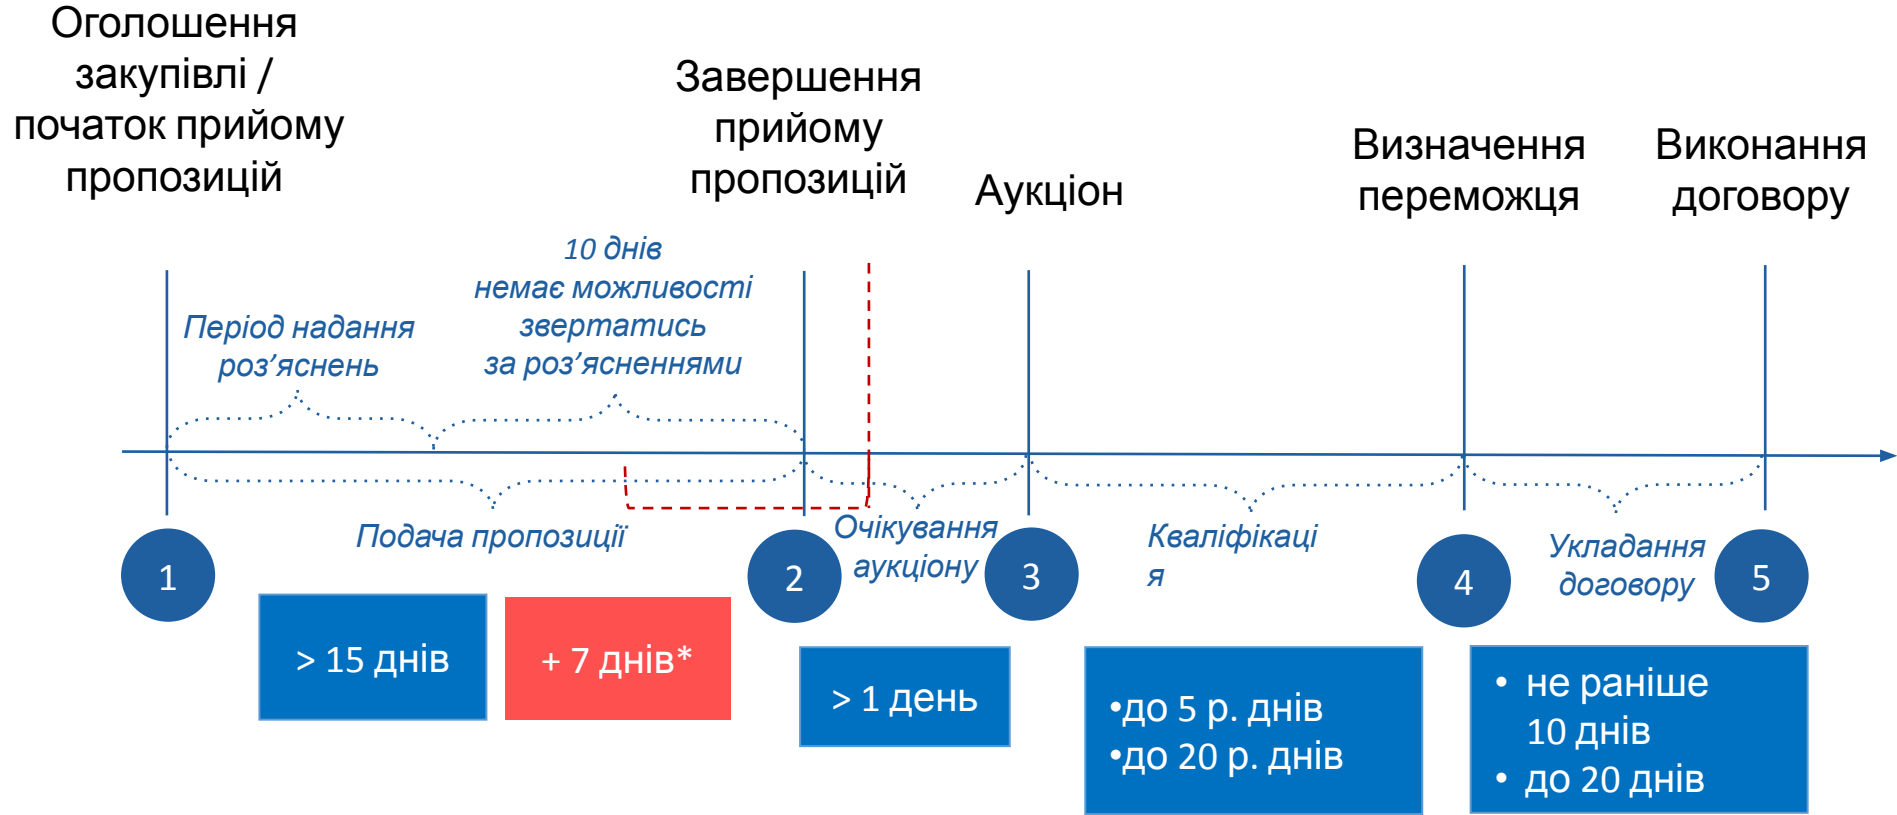 Оголошення
закупівлі /
початок прийому
пропозицій
Завершення
прийому
пропозицій
Аукціон
Визначення
переможця
Виконання
договору
Період надання
роз’яснень
10 днів
немає можливості
звертатись
за роз’ясненнями
Подача пропозиції
Очікування
аукціону
Кваліфікаці
я
Укладання
договору
1
2
3
4
5
> 15 днів
+ 7 днів*
> 1 день
•до 5 р. днів
•до 20 р. днів
• не раніше
10 днів
• до 20 днів